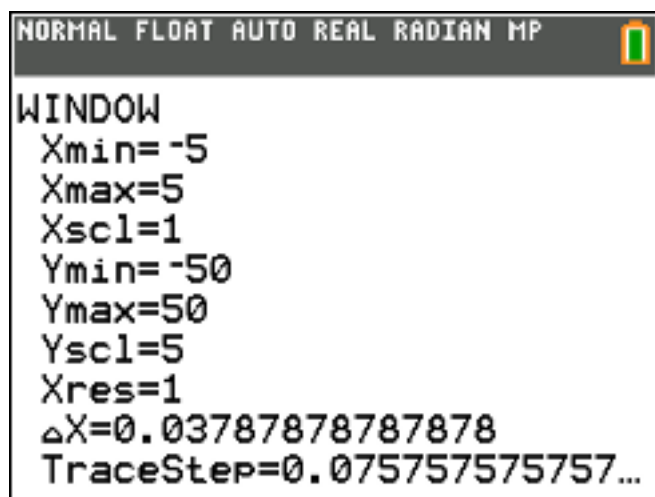 NORMAL FLOAT AUTO REAL RADIAN MP
WINDOW
Xmin=-5
Xmax=5
Xscl=1
Ymin=-50
Ymax=50
Yscl=5
Xres=1
△X=0.03787878787878
TraceStep=0.075757575757…